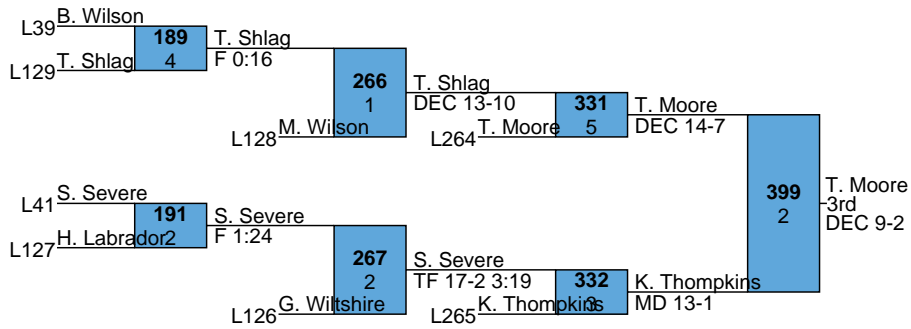 B. Wilson
L39
189
T. Shlag
T. Shlag
4
F 0:16
L129
266
T. Shlag
1
DEC 13-10
331
T. Moore
M. Wilson
T. Moore
5
DEC 14-7
L128
L264
S. Severe
399
T. Moore
L41
191
S. Severe
2
3rd
H. Labrador
2
F 1:24
DEC 9-2
L127
267
S. Severe
2
TF 17-2 3:19
332
K. Thompkins
G. Wiltshire
K. Thompkins
3
MD 13-1
L126
L265